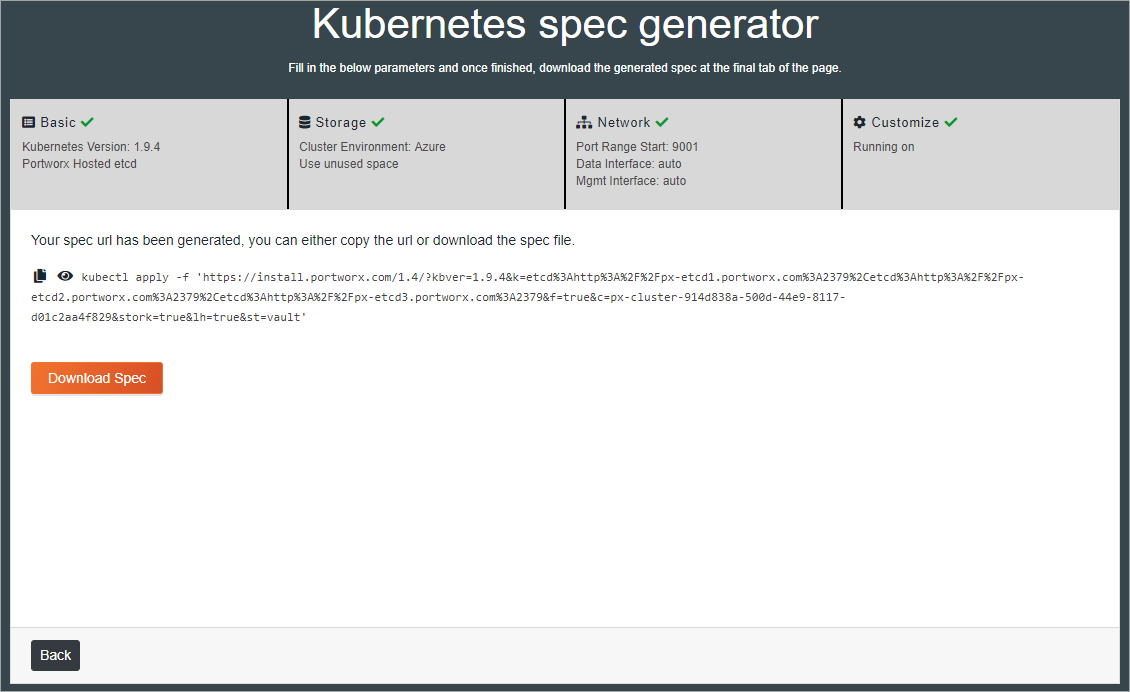 Kubernetes spec generator
Fill in the below parameters and once finished, download the generated spec at the final tab of the page.
Basic
Kubernetes Version: 1.9.4
Portworx Hosted etcd
Storage
Cluster Environment: Azure
Use unused space
Network
Port Range Start: 9001
Data Interface: auto
Mgmt Interface: auto
Customize
Running on
Your spec url has been generated, you can either copy the url or download the spec file.
kubectl apply -f 'https://install.portworx.com/1.4/?kbver=1.9.4&k=etcd%3Ahttp%3A%2F%2Fpx-etcd1.portworx.com%3A2379%2Cetcd%3Ahttp%3A%2F%2Fpx-
etcd2.portworx.com%3A2379%2Cetcd%3Ahttp%3A%2F%2Fpx-etcd3.portworx.com%3A2379&f=true&c=px-cluster-914d838a-500d-44e9-8117-
d01c2aa4f829&stork=true&lh=true&st=vault'
Download Spec
Back